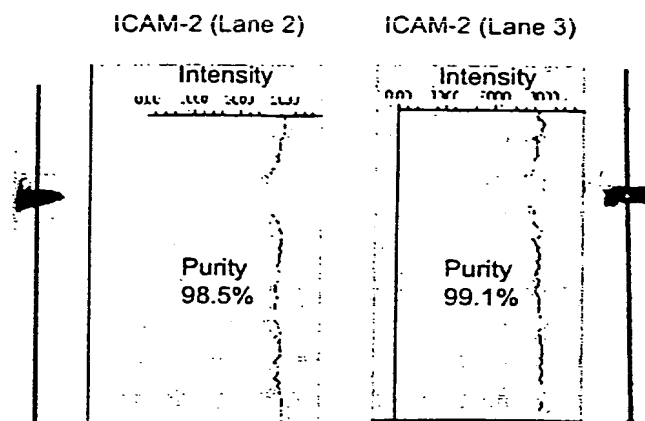 ICAM-2 (Lane 2)
ICAM-2 (Lane 3)
Intensity
Intensity
Purity
98.5%
Purity
99.1%